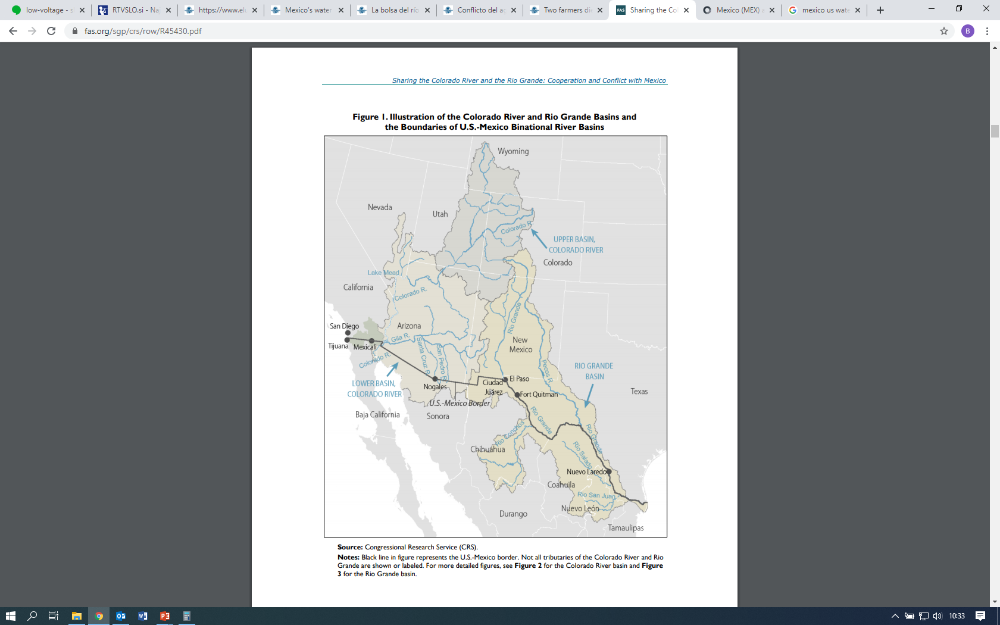 low-voltage - s
RTVSLO.si - Na
https://www.elu
Mexico's water
La bolsa del río
Conflicto del ag
Two farmers di
FAS
Sharing the Co
Mexico (MEX) a
mexico us wate
fas.org/sgp/crs/row/R45430.pdf
B
Sharing the Colorado River and the Rio Grande: Cooperation and Conflict with Mexico
Figure 1. Illustration of the Colorado River and Rio Grande Basins and
the Boundaries of U.S.-Mexico Binational River Basins
Wyoming
Nevada
Utah
Colorado R.
UPPER BASIN,
COLORADO RIVER
Colorado
Lake Mead
California
Colorado R.
Rio Grande
San Diego
Arizona
Gila R.
New
Mexico
Tijuana
Mexicali
Santa Cruz R.
San Pedro R.
Colorado R.
Pecos R.
RIO GRANDE
BASIN
LOWER BASIN,
COLORADO RIVER
Nogales
Ciudad
Juárez
El Paso
Fort Quitman
Texas
U.S.-Mexico Border
Baja California
Sonora
Rio Grande
Rio Conchos
Rio Grande
Chihuahua
Rio Salado
Nuevo Laredo
Coahuila
Rio San Juan
Nuevo León
Durango
Tamaulipas
Source: Congressional Research Service (CRS).
Notes: Black line in figure represents the U.S.-Mexico border. Not all tributaries of the Colorado River and Rio
Grande are shown or labeled. For more detailed figures, see Figure 2 for the Colorado River basin and Figure
3 for the Rio Grande basin.
10:33